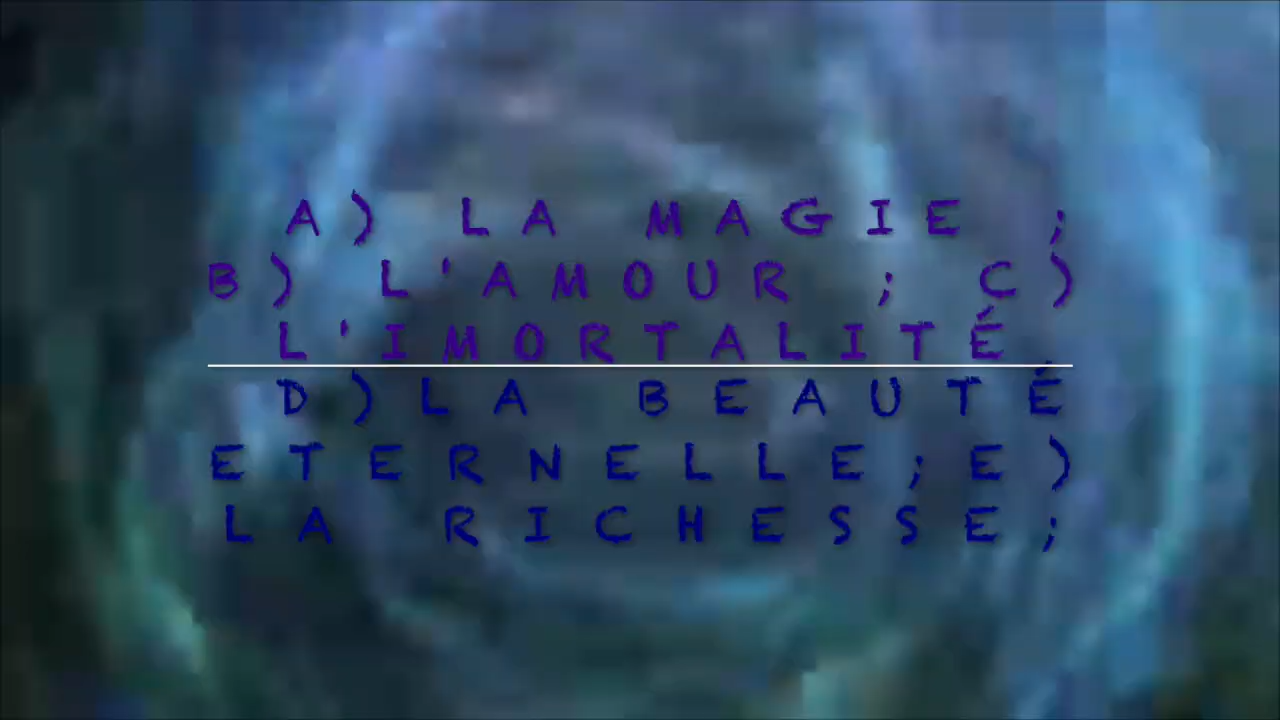 A) LA MAGIE ;
B) L'AMOUR ; C)
L'IMORTALITÉ
D)LA BEAUTÉ
ETERNELLE;E)
LA RICHESSE;